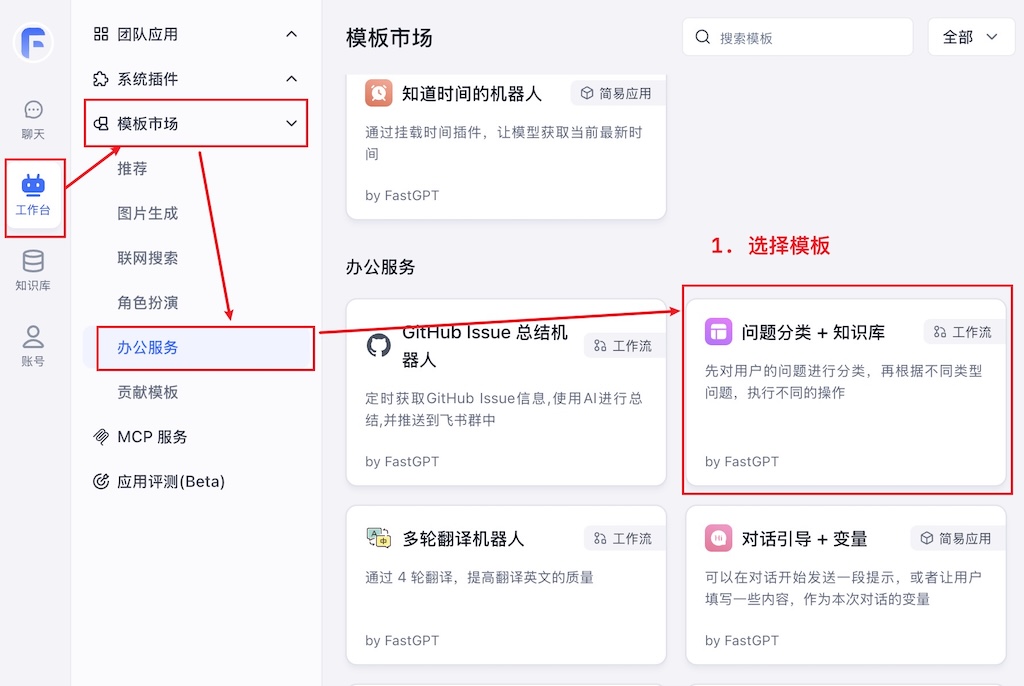 聊天
工作台
知识库
账号
团队应用
系统插件
模板市场
推荐
图片生成
联网搜索
角色扮演
办公服务
贡献模板
MCP 服务
应用评测(Beta)
模板市场
搜索模板
全部
知道时间的机器人
简易应用
通过挂载时间插件，让模型获取当前最新时
间
by FastGPT
1. 选择模板
办公服务
GitHub Issue 总结机
器人
工作流
定时获取GitHub Issue信息,使用AI进行总
结,并推送到飞书群中
by FastGPT
问题分类 + 知识库
工作流
先对用户的问题进行分类，再根据不同类型
问题，执行不同的操作
by FastGPT
多轮翻译机器人
工作流
通过 4 轮翻译，提高翻译英文的质量
by FastGPT
Hi
对话引导 + 变量
简易应用
可以在对话开始发送一段提示，或者让用户
填写一些内容，作为本次对话的变量
by FastGPT